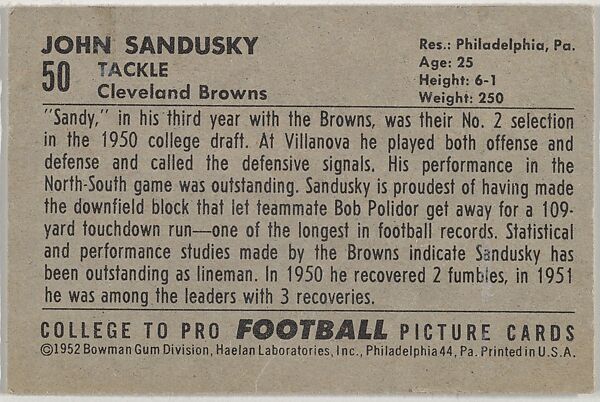 JOHN SANDUSKY
50 TACKLE
Cleveland Browns
Res.: Philadelphia, Pa.
Age: 25
Height: 6-1
Weight: 250
"Sandy," in his third year with the Browns, was their No. 2 selection
in the 1950 college draft. At Villanova he played both offense and
defense and called the defensive signals. His performance in the
North-South game was outstanding. Sandusky is proudest of having made
the downfield block that let teammate Bob Polidor get away for a 109-
yard touchdown run—one of the longest in football records. Statistical
and performance studies made by the Browns indicate Sandusky has
been outstanding as lineman. In 1950 he recovered 2 fumbles, in 1951
he was among the leaders with 3 recoveries.
COLLEGE TO PRO FOOTBALL PICTURE CARDS
©1952 Bowman Gum Division, Haelan Laboratories, Inc., Philadelphia 44, Pa. Printed in U.S.A.